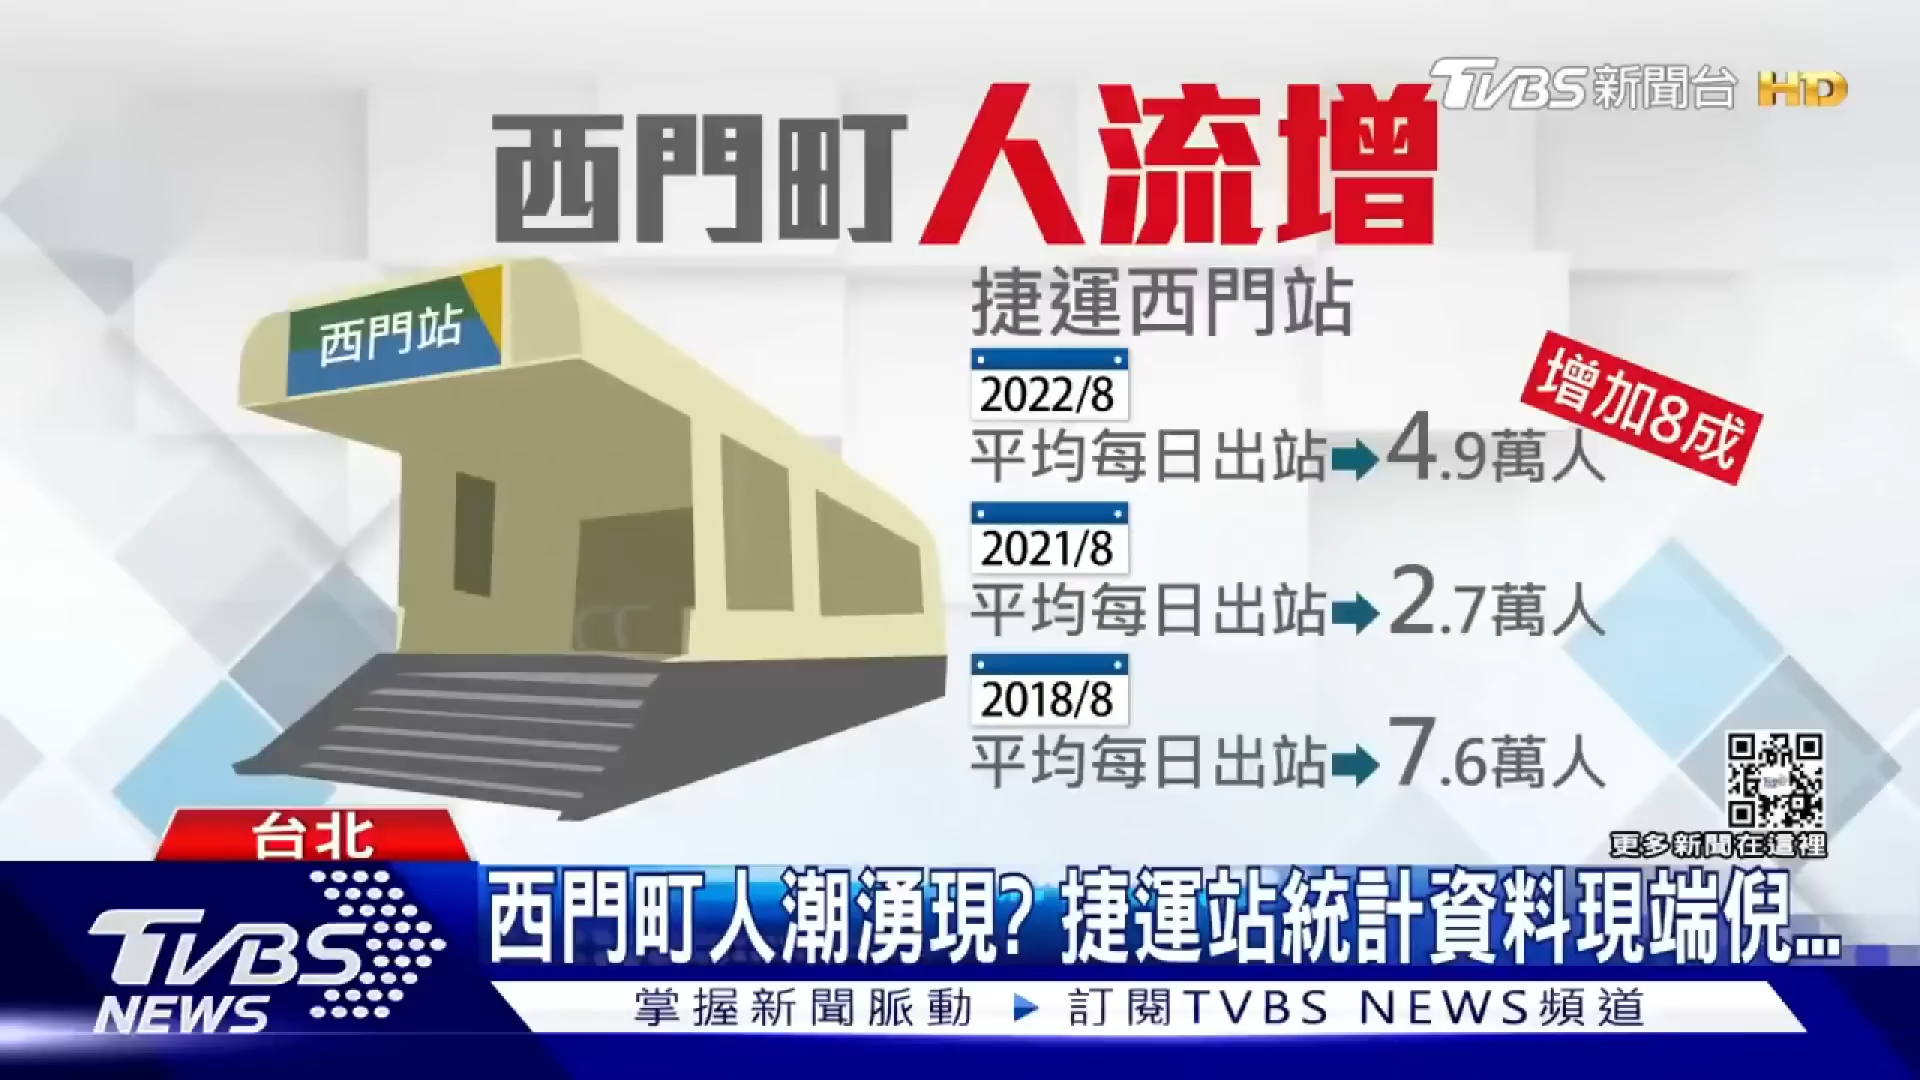 TVBS新聞台 HD
西門町人流增
西門站
捷運西門站
增加8成
2022/8
平均每日出站➡4.9萬人
2021/8
平均每日出站➡2.7萬人
2018/8
平均每日出站➡7.6萬人
更多新聞在這裡
台北
西門町人潮湧現? 捷運站統計資料現端倪...
TVBS
NEWS
掌握新聞脈動 ▶ 訂閱TVBS NEWS頻道